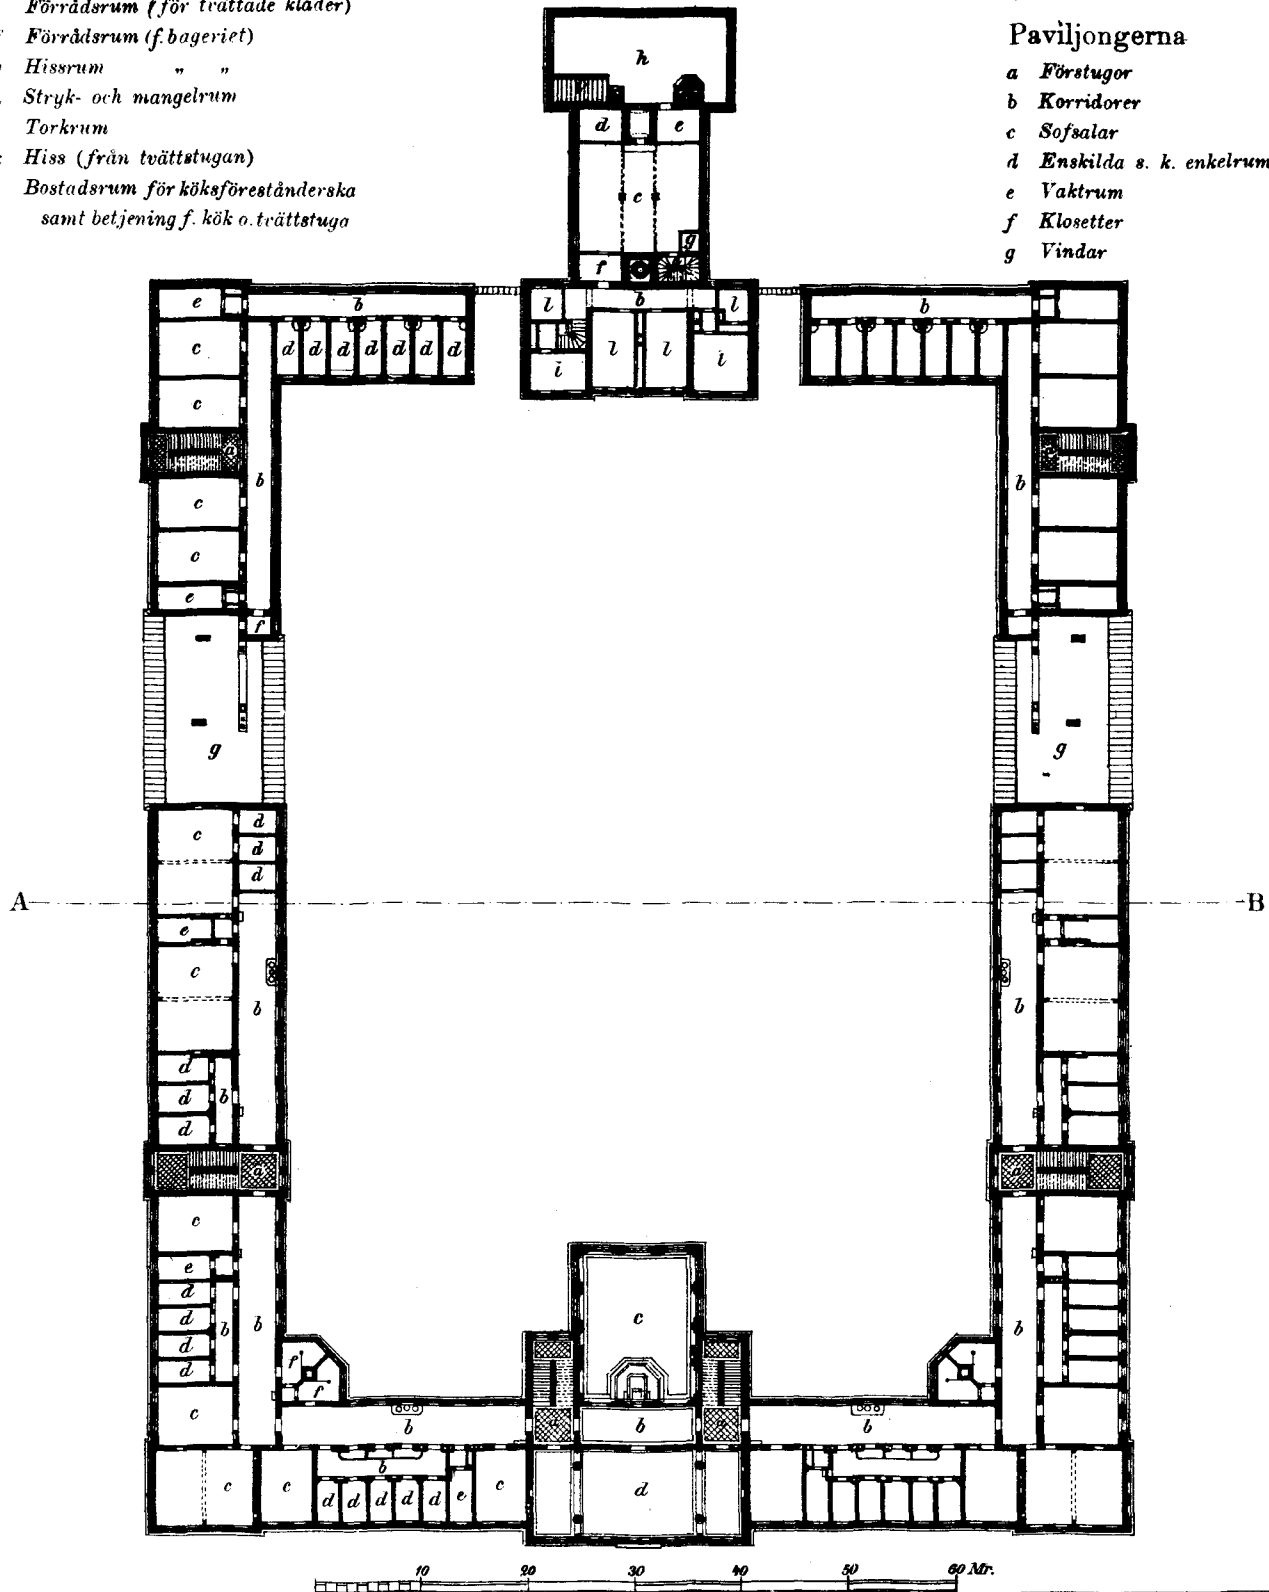 Förrådsrum (för tvättade kläder)
Förrådsrum (f. bageriet)
Hissrum „ „
Stryk- och mangelrum
Torkrum
Hiss (från tvättstugan)
Bostadsrum för köksföreståndersка
samt betjening f. kök o. tvättstuga
Paviljongerna
a Förstugor
b Korridorer
c Sofsalar
d Enskilda s. k. enkelrum
e Vaktrum
f Klosetter
g Vindar
h
d e
c
g
f
e b l b l b
c d d d d d d d i l l l
c
a
b b
c
c
e
f
g g
c d
d
d
A B
e
c
b b
d
d b
d
a a
c
e
d
d b b b
d
d
c
f
f
c
b a b a b
c c b d d d d d e c d
10 20 30 40 50 60 Mr.